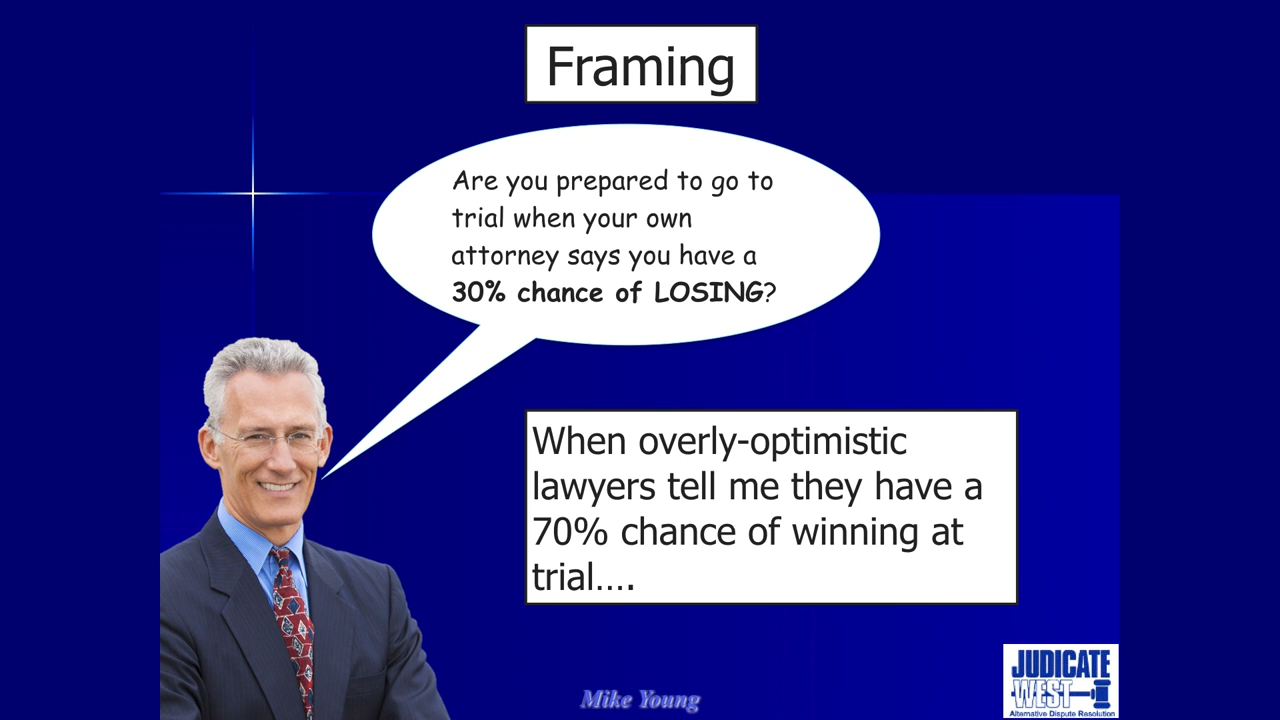 Framing
Are you prepared to go to
trial when your own
attorney says you have a
30% chance of LOSING?
When overly-optimistic
lawyers tell me they have a
70% chance of winning at
trial….
Mike Young
JUDICATE
WEST
Alternative Dispute Resolution